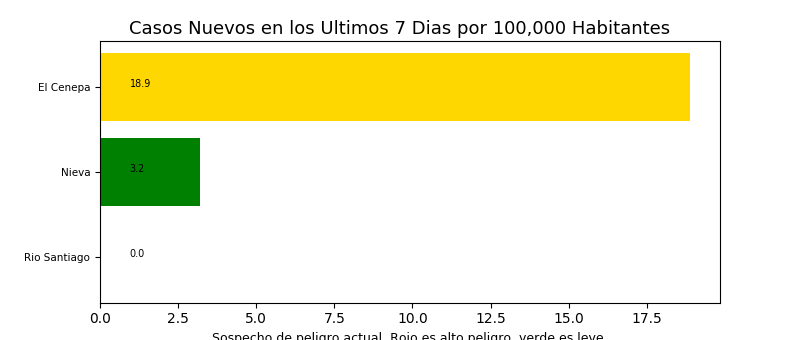 Casos Nuevos en los Ultimos 7 Dias por 100,000 Habitantes
El Cenepa 18.9
Nieva 3.2
Rio Santiago 0.0
0.0 2.5 5.0 7.5 10.0 12.5 15.0 17.5
Sospecho de peligro actual. Rojo es alto peligro, verde es leve